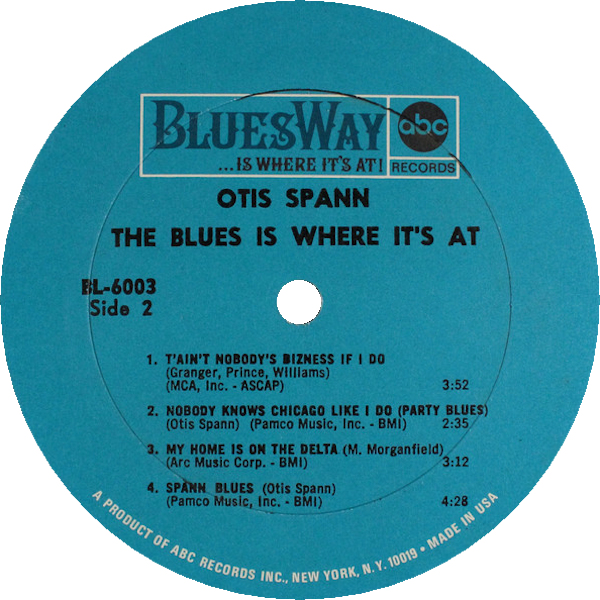 BLUESWAY
...IS WHERE IT'S AT!
abc
RECORDS
OTIS SPANN
THE BLUES IS WHERE IT'S AT
BL-6003
Side 2
1. T'AIN'T NOBODY'S BIZNESS IF I DO
(Granger, Prince, Williams)
(MCA, Inc. - ASCAP) 3:52
2. NOBODY KNOWS CHICAGO LIKE I DO (PARTY BLUES)
(Otis Spann) (Pamco Music, Inc. - BMI) 2:35
3. MY HOME IS ON THE DELTA (M. Morganfield)
(Arc Music Corp. - BMI) 3:12
4. SPANN BLUES (Otis Spann)
(Pamco Music, Inc. - BMI) 4:28
A PRODUCT OF ABC RECORDS INC., NEW YORK, N.Y. 10019 • MADE IN USA